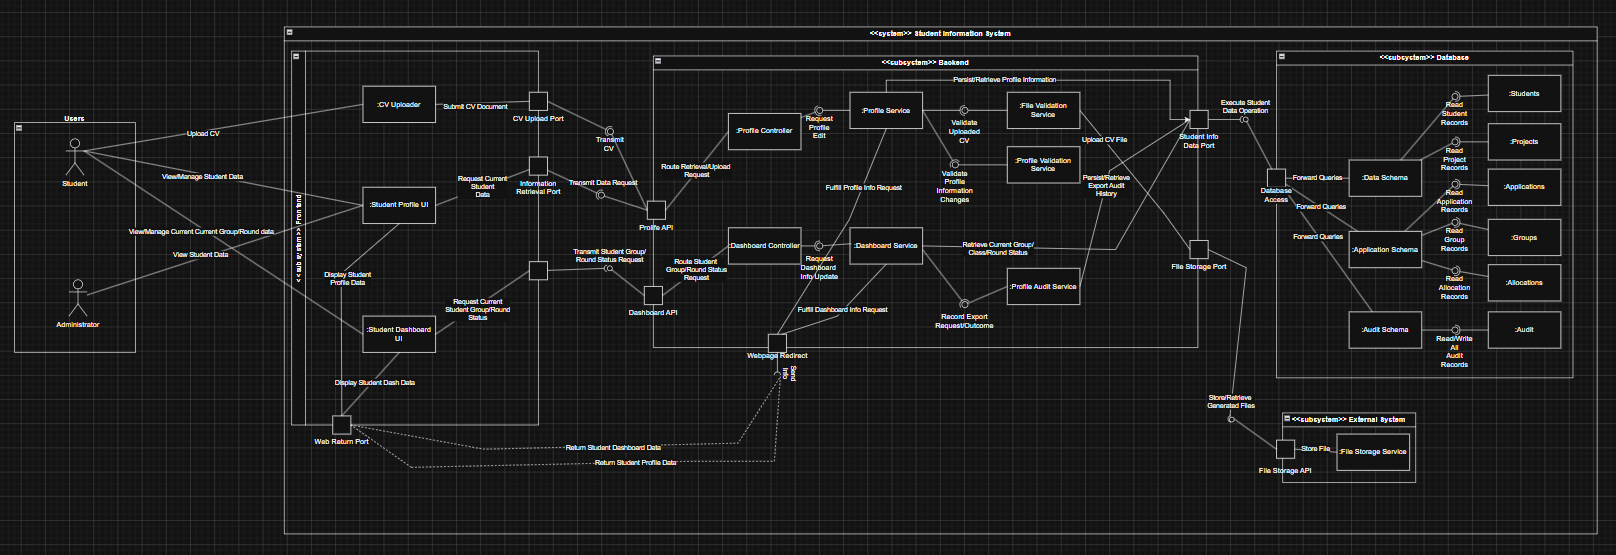 <<system>> Student Information System
Users
Student
Administrator
Upload CV
View/Manage Student Data
View/Manage Current Current Group/Round data
View Student Data
<<subsystem>> Frontend
:CV Uploader
Submit CV Document
CV Upload Port
:Student Profile UI
Request Current
Student
Data
Information
Retrieval Port
Display Student
Profile Data
Request Current
Student Group/Round
Status
:Student Dashboard
UI
Display Student Dash Data
Web Return Port
Transmit
CV
Transmit Data Request
Transmit Student Group/
Round Status Request
<<subsystem>> Backend
Persist/Retrieve Profile Information
:Profile Controller
Request
Profile
Edit
:Profile Service
Validate
Uploaded
CV
:File Validation
Service
Upload CV File
Route Retrieval/Upload
Request
Validate
Profile
Information
Changes
:Profile Validation
Service
Persist/Retrieve
Export Audit
History
Fulfill Profile Info Request
Prolife API
:Dashboard Controller
Request
Dashboard
Info Update
:Dashboard Service
Retrieve Current Group/
Class/Round Status
Route Student
Group/Round Status
Request
Dashboard API
:Profile Audit Service
Record Export
Request/Outcome
Fulfill Dashboard Info Request
Webpage Redirect
Send
Info
Return Student Dashboard Data
Return Student Profile Data
Student Info
Data Port
Execute Student
Data Operation
File Storage Port
Store/Retrieve
Generated Files
<<subsystem>> Database
Database
Access
Forward Queries
Forward Queries
Forward Queries
:Data Schema
:Application Schema
:Audit Schema
Read
Student
Records
:Students
Read
Project
Records
:Projects
Read
Application
Records
:Applications
Read
Group
Records
:Groups
Read
Allocation
Records
:Allocations
Read/Write
All
Audit
Records
:Audit
<<subsystem>> External System
File Storage API
Store File
:File Storage Service